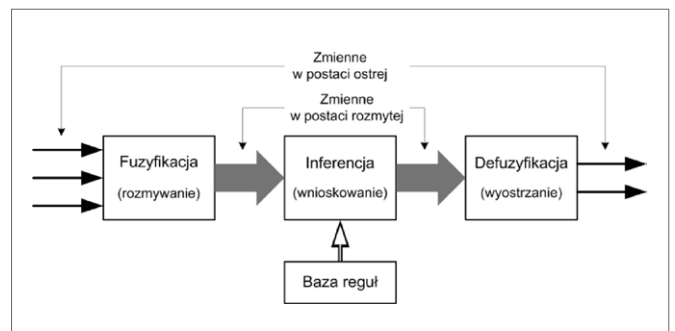 Zmienne
w postaci ostrej
Zmienne
w postaci rozmytej
Fuzyfikacja
(rozmywanie)
Inferencja
(wnioskowanie)
Defuzyfikacja
(wyostrzanie)
Baza reguł